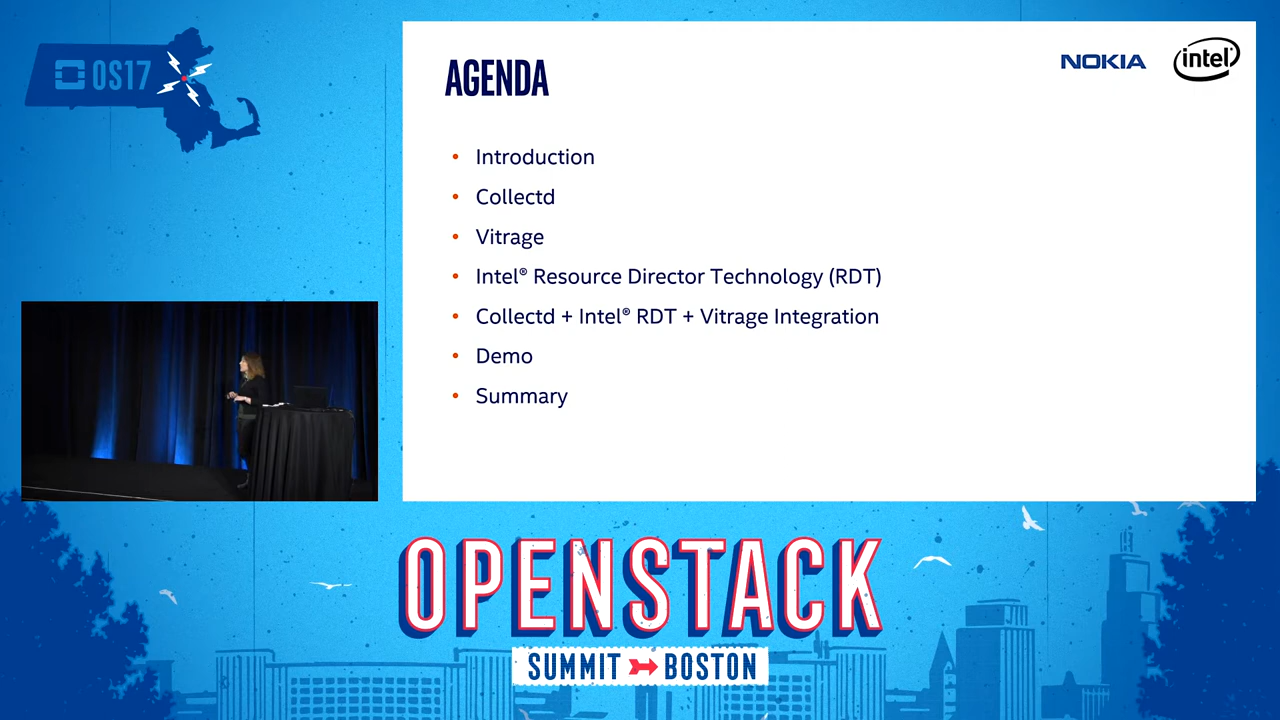 OS17
AGENDA
NOKIA
intel
• Introduction
• Collectd
• Vitrage
• Intel® Resource Director Technology (RDT)
• Collectd + Intel® RDT + Vitrage Integration
• Demo
• Summary
OPENSTACK
SUMMIT BOSTON